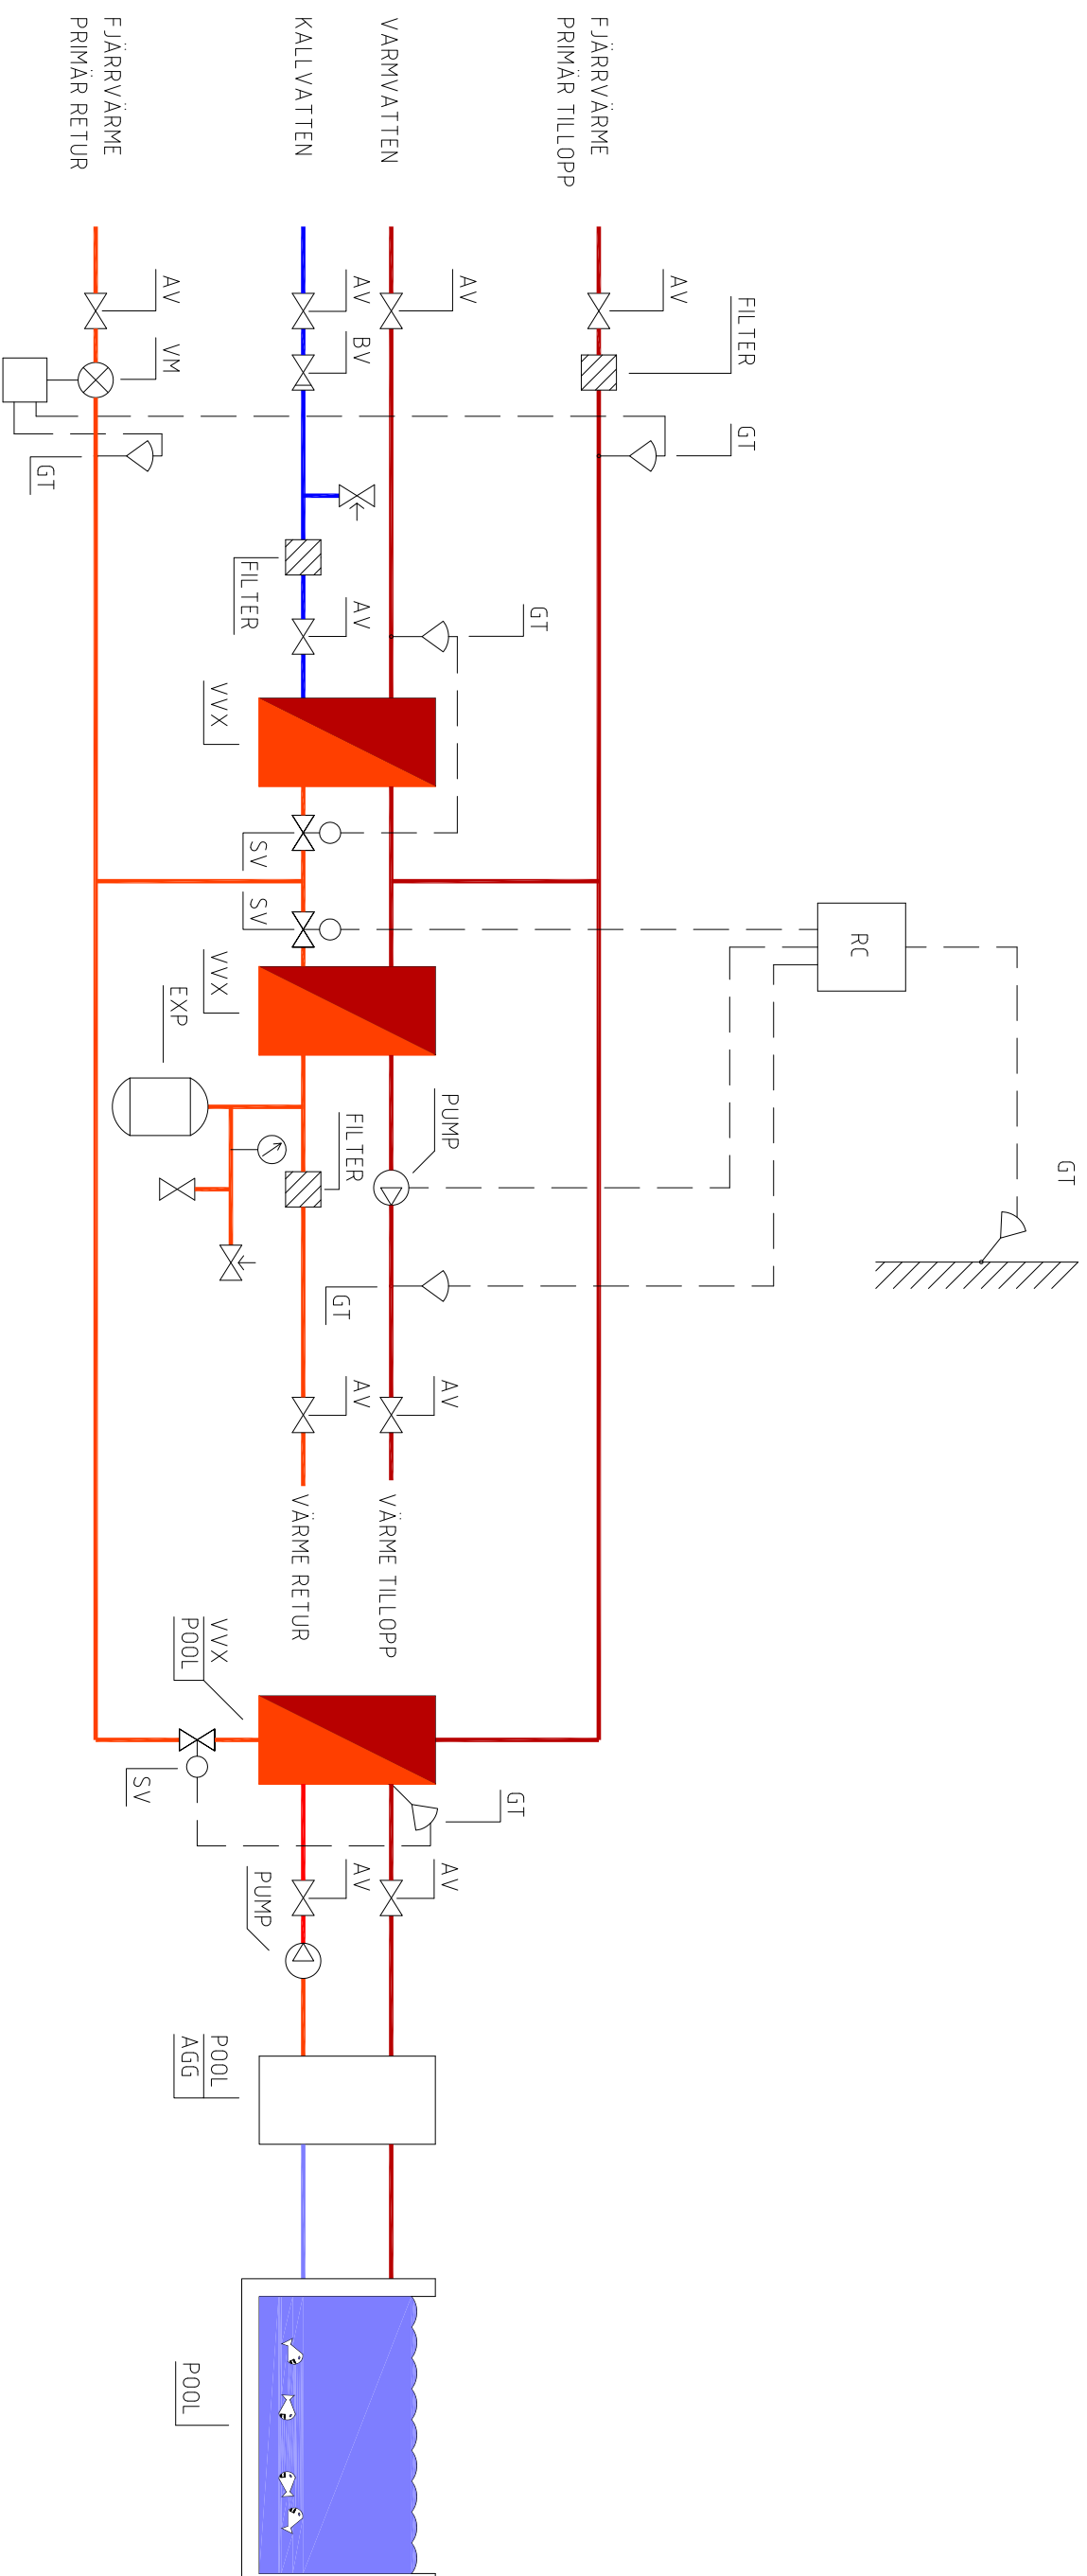 FJÄRRVÄRME
PRIMÄR TILLOPP
VARMVATTEN
KALLVATTEN
FJÄRRVÄRME
PRIMÄR RETUR
AV
FILTER
GT
AV
AV
BV
AV
VM
GT
FILTER
AV
GT
VVX
SV
SV
VVX
RC
GT
EXP
PUMP
FILTER
GT
AV
AV
VÄRME TILLOPP
VÄRME RETUR
VVX
POOL
SV
GT
AV
AV
PUMP
POOL
AGG
POOL